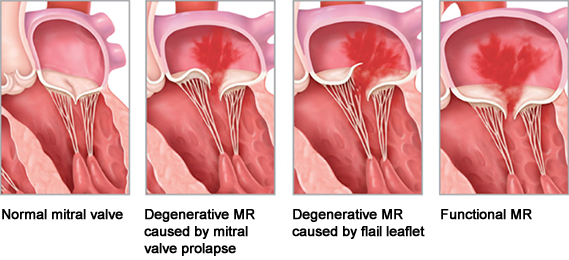 Normal mitral valve
Degenerative MR
caused by mitral
valve prolapse
Degenerative MR
caused by flail leaflet
Functional MR